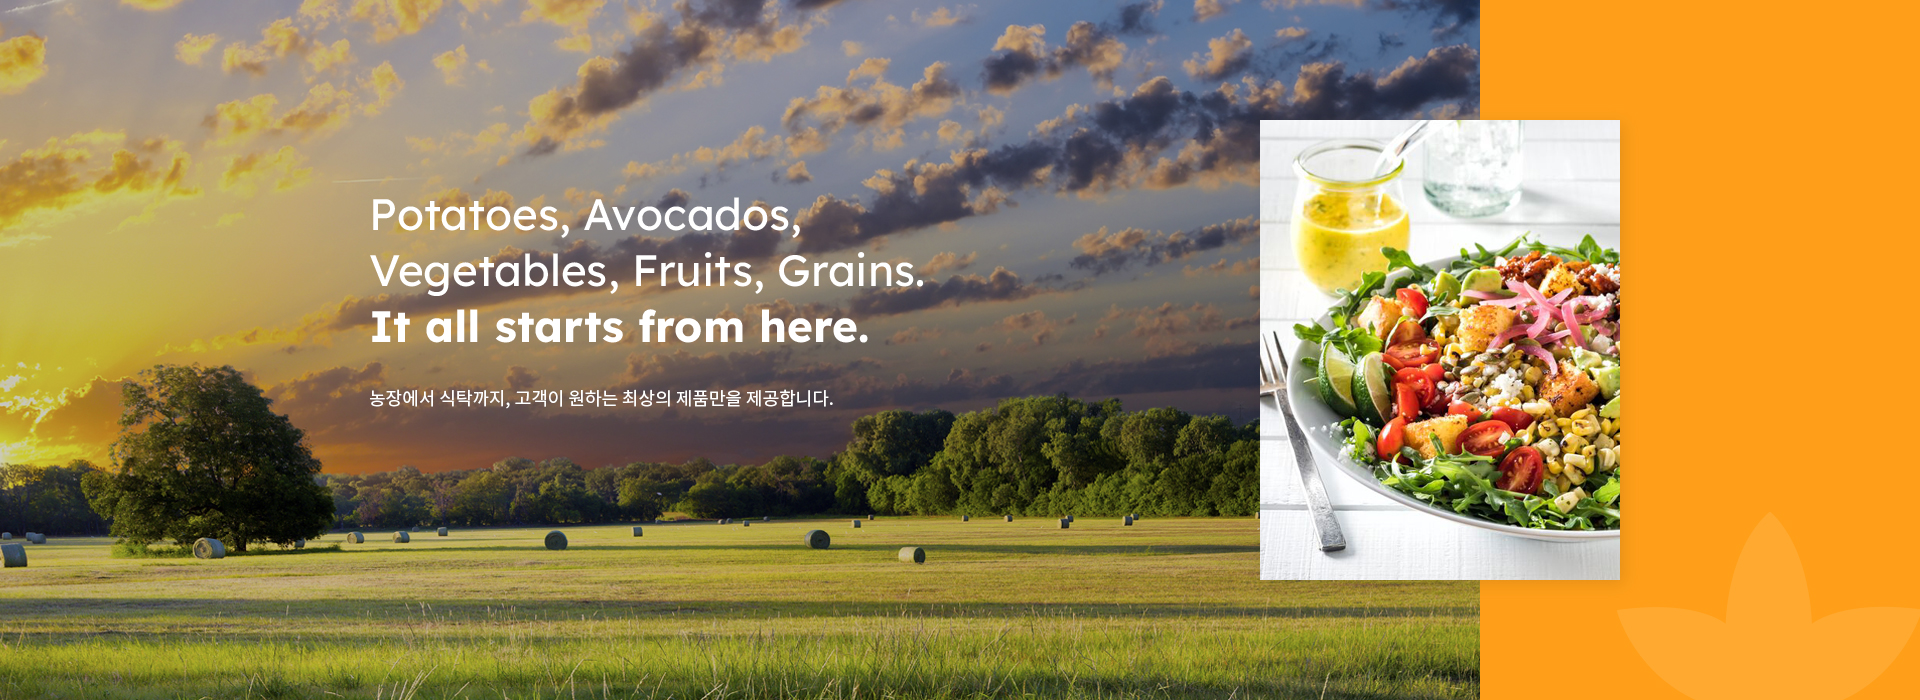 Potatoes, Avocados,
Vegetables, Fruits, Grains.
It all starts from here.
농장에서 식탁까지, 고객이 원하는 최상의 제품만을 제공합니다.